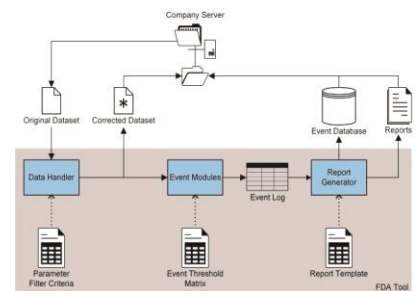 Company Server
Original Dataset
Corrected Dataset
*
Event Database
Reports
Data Handler
Event Modules
Event Log
Report
Generator
Parameter
Filter Criteria
Event Threshold
Matrix
Report Template
FDA Tool